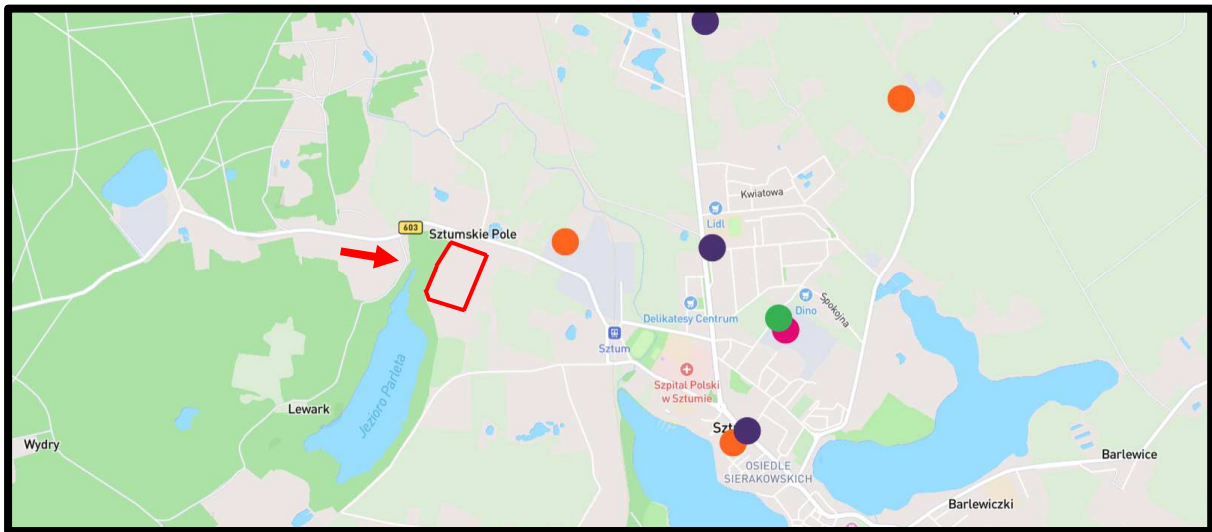 Kwiatowa
Lidl
603
Sztumskie Pole
Spokojna
Delikatesy Centrum
Dino
Sztum
Szpital Polski
w Sztumie
Jezioro Parleta
Lewark
Wydry
OSIEDLE
SIERAKOWSKICH
Barlewice
Barlewiczki